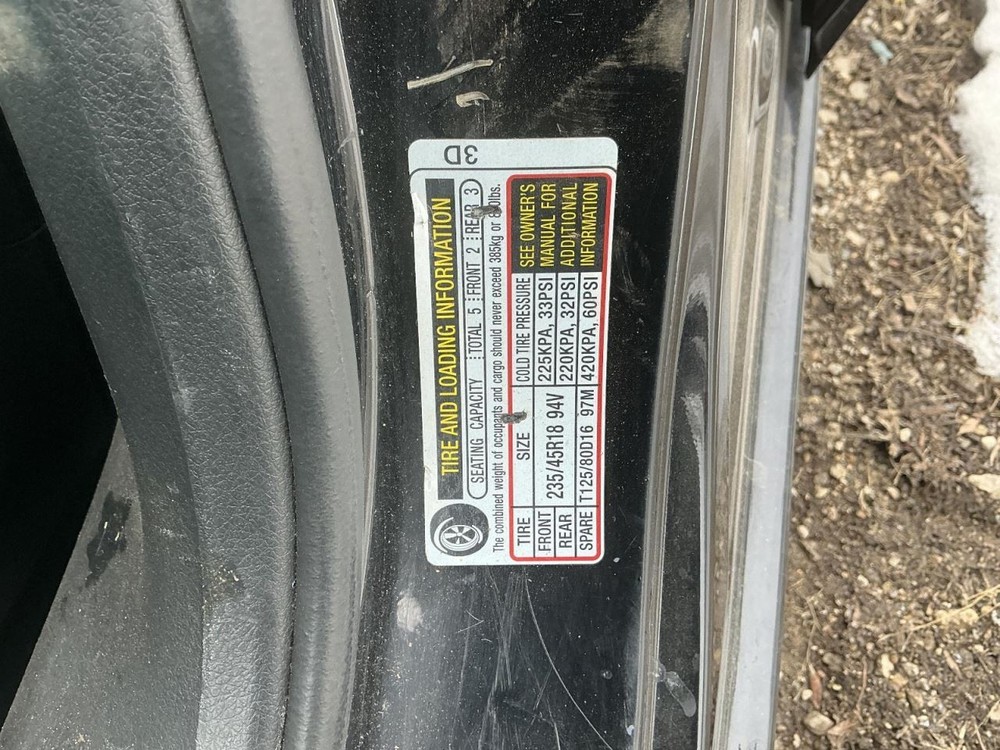 3D
TIRE AND LOADING INFORMATION
SEATING CAPACITY TOTAL 5 FRONT 2 REAR 3
The combined weight of occupants and cargo should never exceed 385kg or 850lbs.
TIRE SIZE COLD TIRE PRESSURE SEE OWNER'S
FRONT 235/45R18 94V 225KPA, 33PSI MANUAL FOR
REAR 220KPA, 32PSI ADDITIONAL
SPARE T125/80D16 97M 420KPA, 60PSI INFORMATION